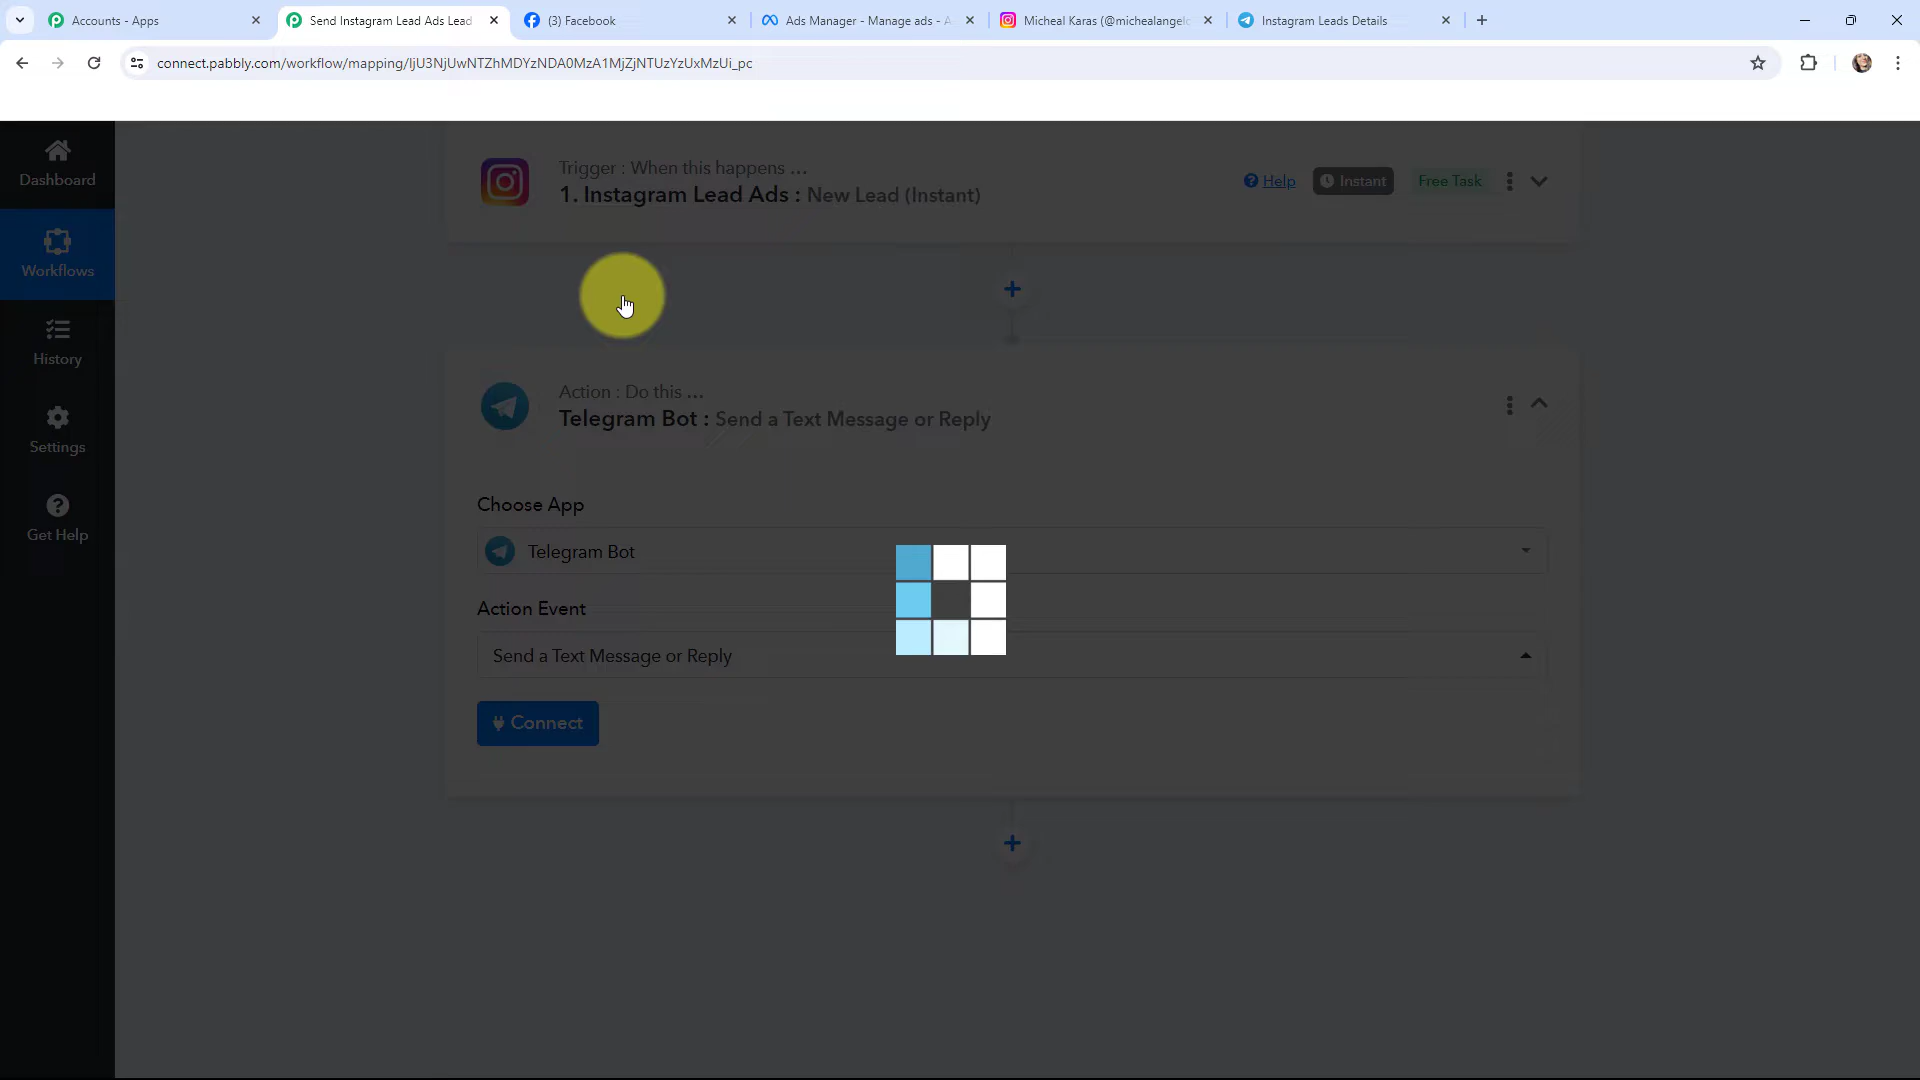 Accounts - Apps
Send Instagram Lead Ads Lead
(3) Facebook
Ads Manager - Manage ads - A
Micheal Karas (@michealangelo
Instagram Leads Details
connect.pabbly.com/workflow/mapping/IjU3NjUwNTZhMDYzNDA0MzA1MjZjNTUzYzUxMzUi_pc
Dashboard
Workflows
History
Settings
Get Help
Trigger : When this happens ...
1. Instagram Lead Ads : New Lead (Instant)
Help
Instant
Free Task
Action : Do this ...
Telegram Bot : Send a Text Message or Reply
Choose App
Telegram Bot
Action Event
Send a Text Message or Reply
Connect